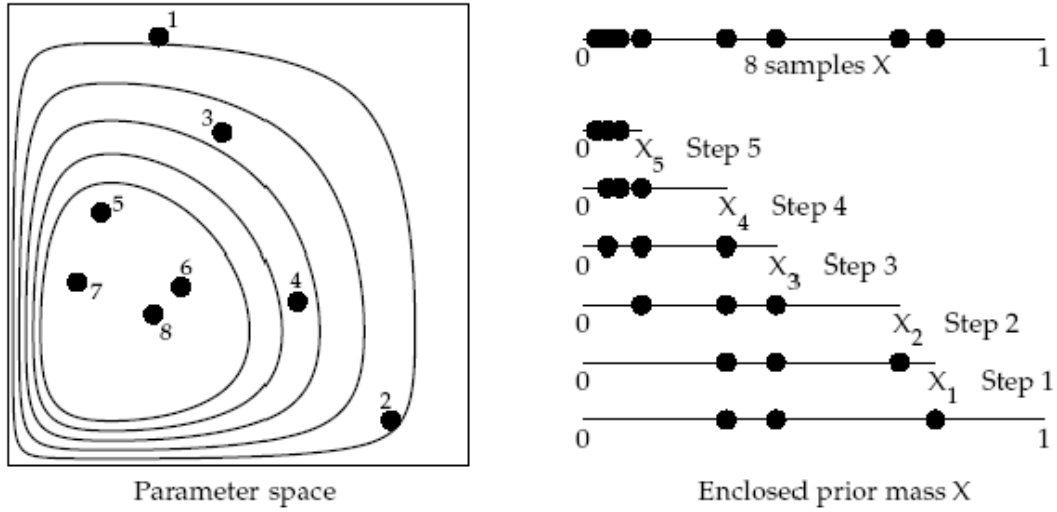 1
3
5
6
7
4
8
2
Parameter space
0 8 samples X 1
0 X5 Step 5
0 X4 Step 4
0 X3 Step 3
0 X2 Step 2
0 X1 Step 1
0 1
Enclosed prior mass X